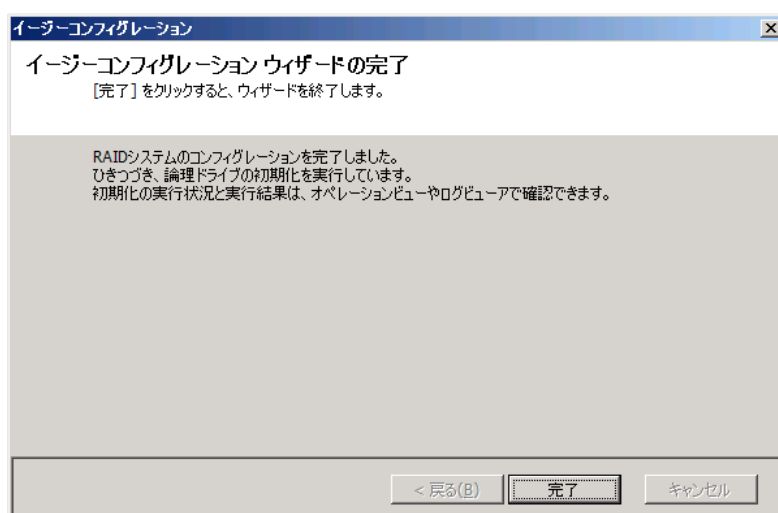 イージーコンフィグレーション
イージーコンフィグレーション ウィザードの完了
[完了] をクリックすると、ウィザードを終了します。
RAIDシステムのコンフィグレーションを完了しました。
ひきつづき、論理ドライブの初期化を実行しています。
初期化の実行状況と実行結果は、オペレーションビューやログビューアで確認できます。
< 戻る(B) 完了 キャンセル